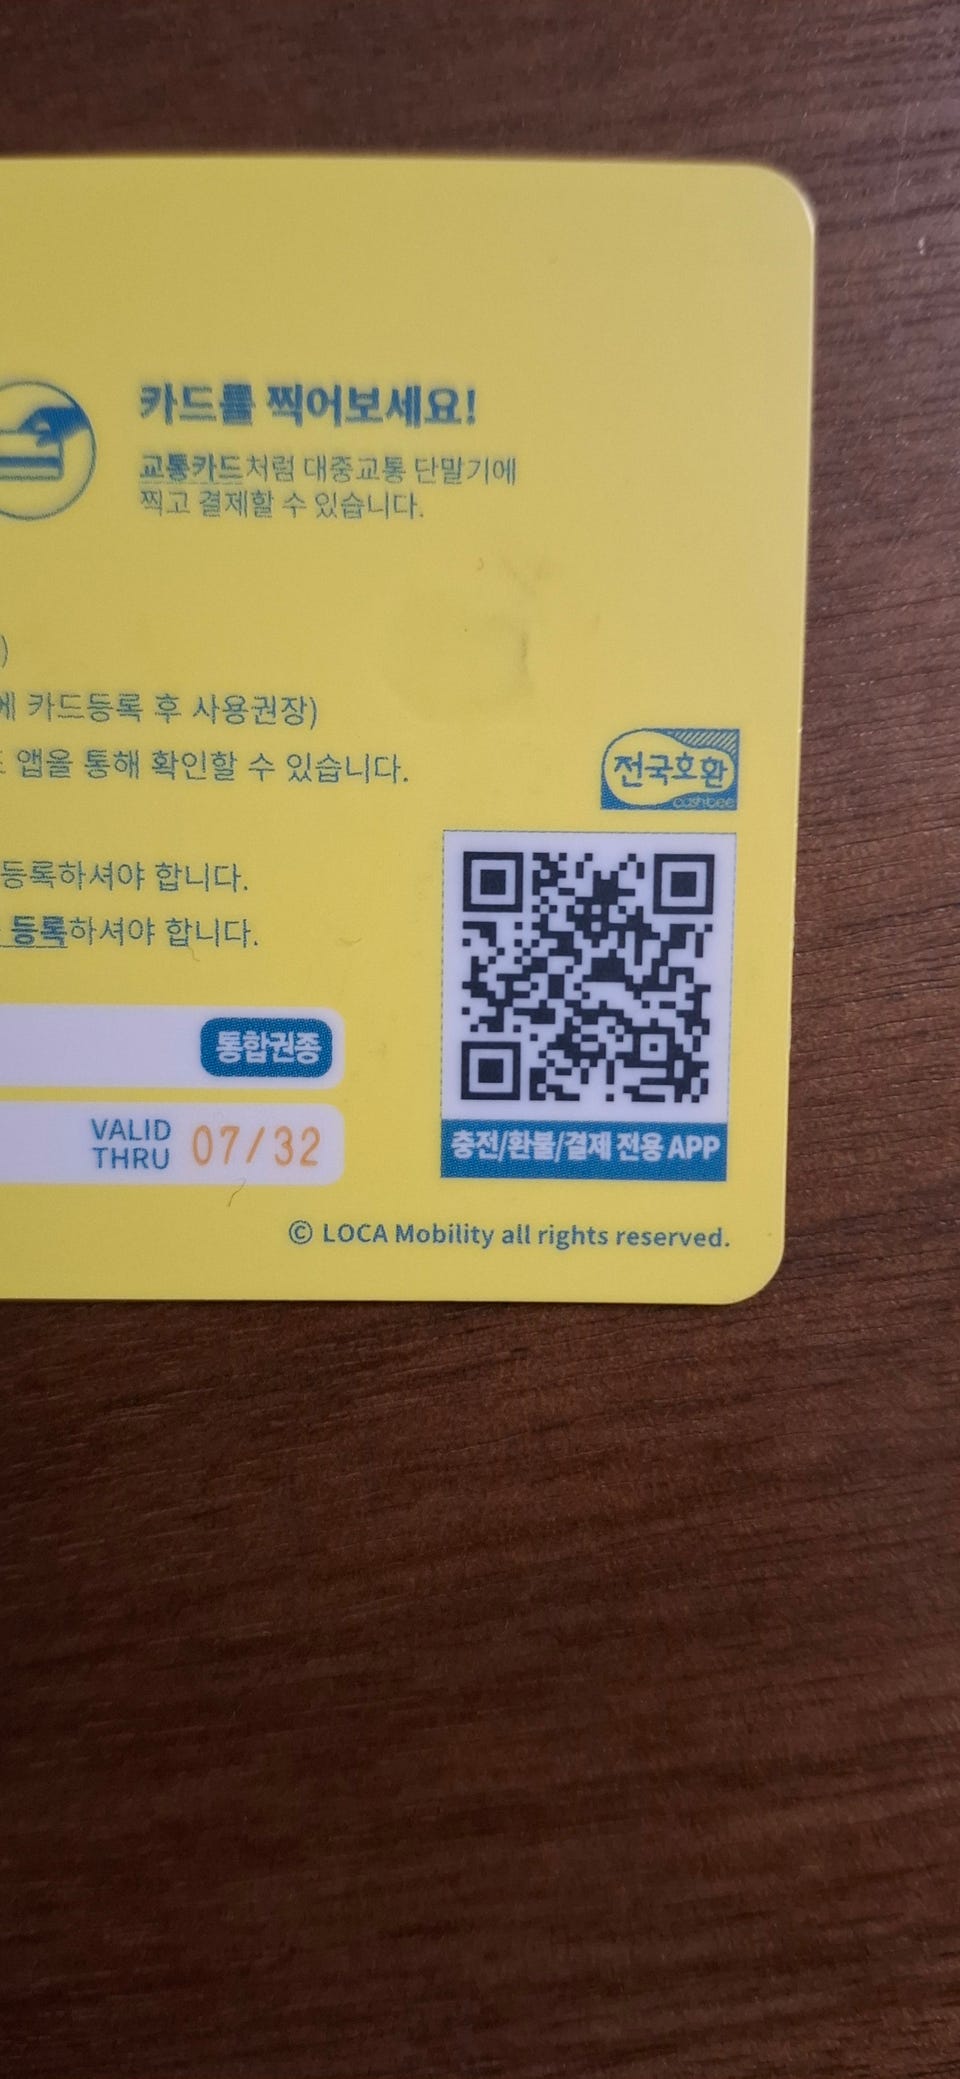 카드를 찍어보세요!
교통카드처럼 대중교통 단말기에
찍고 결제할 수 있습니다.
)
에 카드등록 후 사용권장)
앱을 통해 확인할 수 있습니다.
전국호환
cashbee
등록하셔야 합니다.
등록하셔야 합니다.
통합권종
VALID
THRU 07/32
충전/환불/결제 전용 APP
© LOCA Mobility all rights reserved.